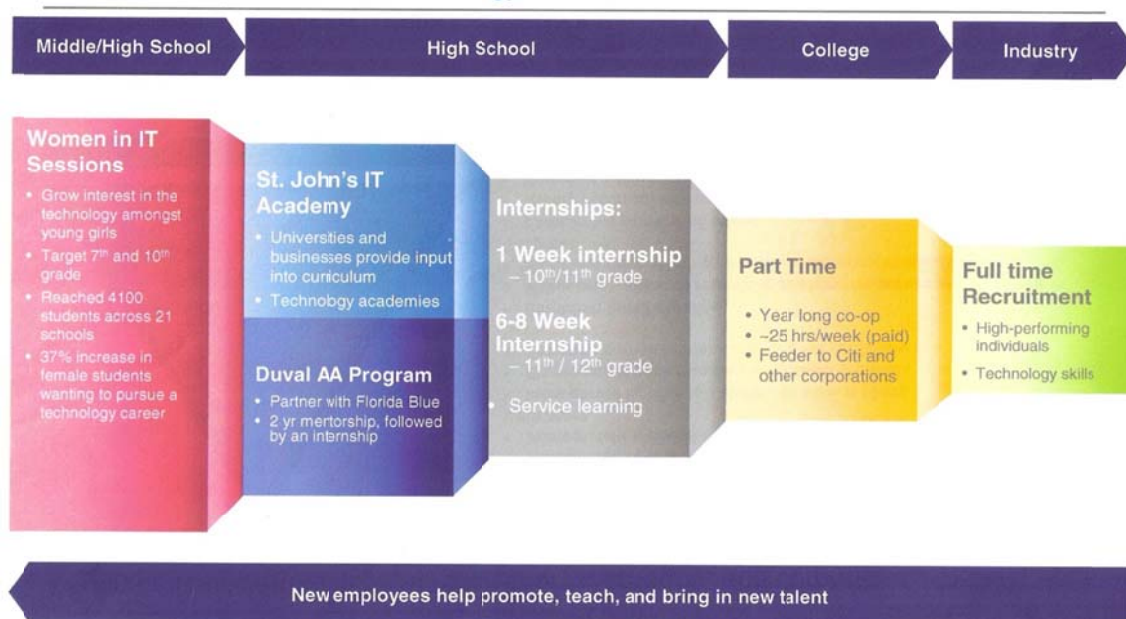 Middle/High School
High School
College
Industry
Women in IT
Sessions
• Grow interest in the
technology amongst
young girls
• Target 7th and 10th
grade
• Reached 4100
students across 21
schools
• 37% increase in
female students
wanting to pursue a
technology career
St. John's IT
Academy
• Universities and
businesses provide input
into curriculum
• Technobgy academies
Duval AA Program
• Partner with Florida Blue
• 2 yr mertorship, followed
by an internship
Internships:
1 Week internship
– 10th/11th grade
6-8 Week
Internship
– 11th / 12th grade
• Service learning
Part Time
• Year long co-op
• ~25 hrs/week (paid)
• Feeder to Citi and
other corporations
Full time
Recruitment
• High-performing
individuals
• Technology skills
New employees help promote, teach, and bring in new talent